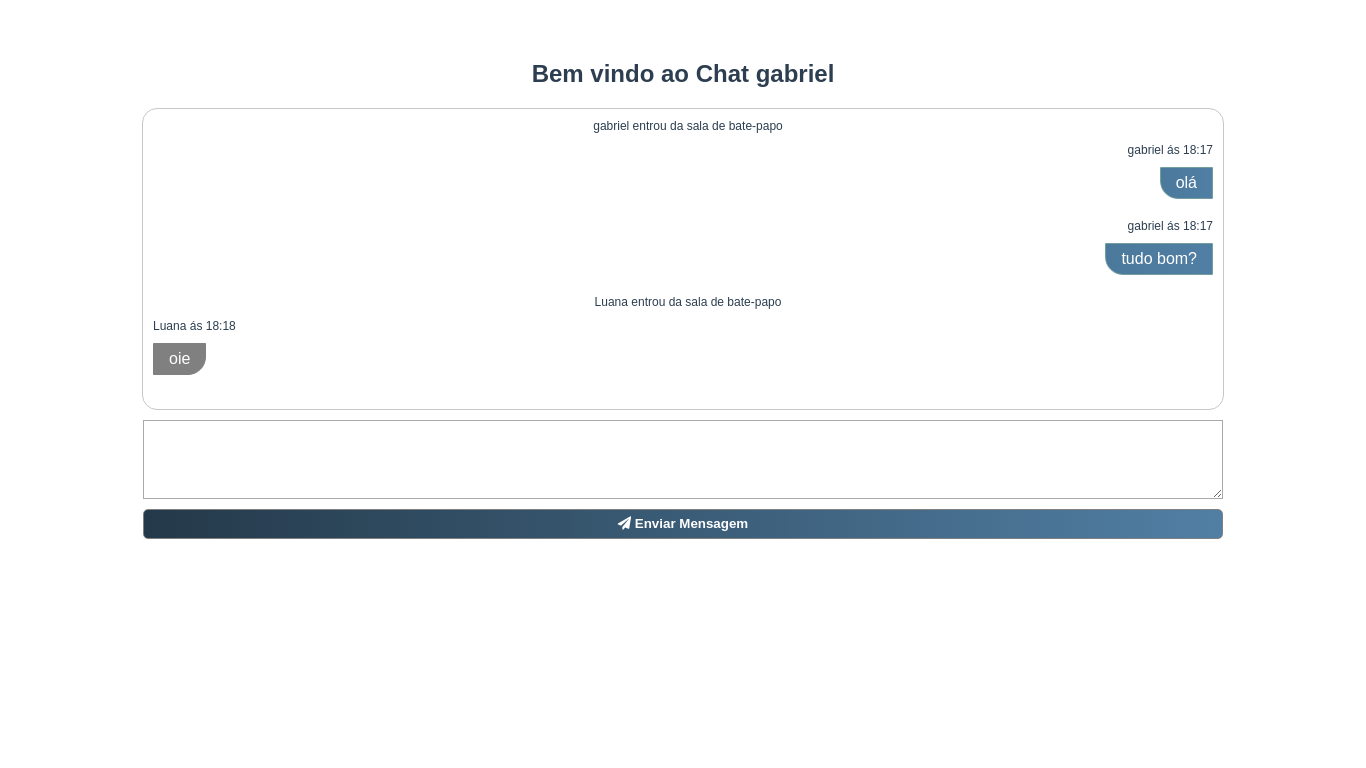 Bem vindo ao Chat gabriel
gabriel entrou da sala de bate-papo
gabriel ás 18:17
olá
gabriel ás 18:17
tudo bom?
Luana entrou da sala de bate-papo
Luana ás 18:18
oie
Enviar Mensagem